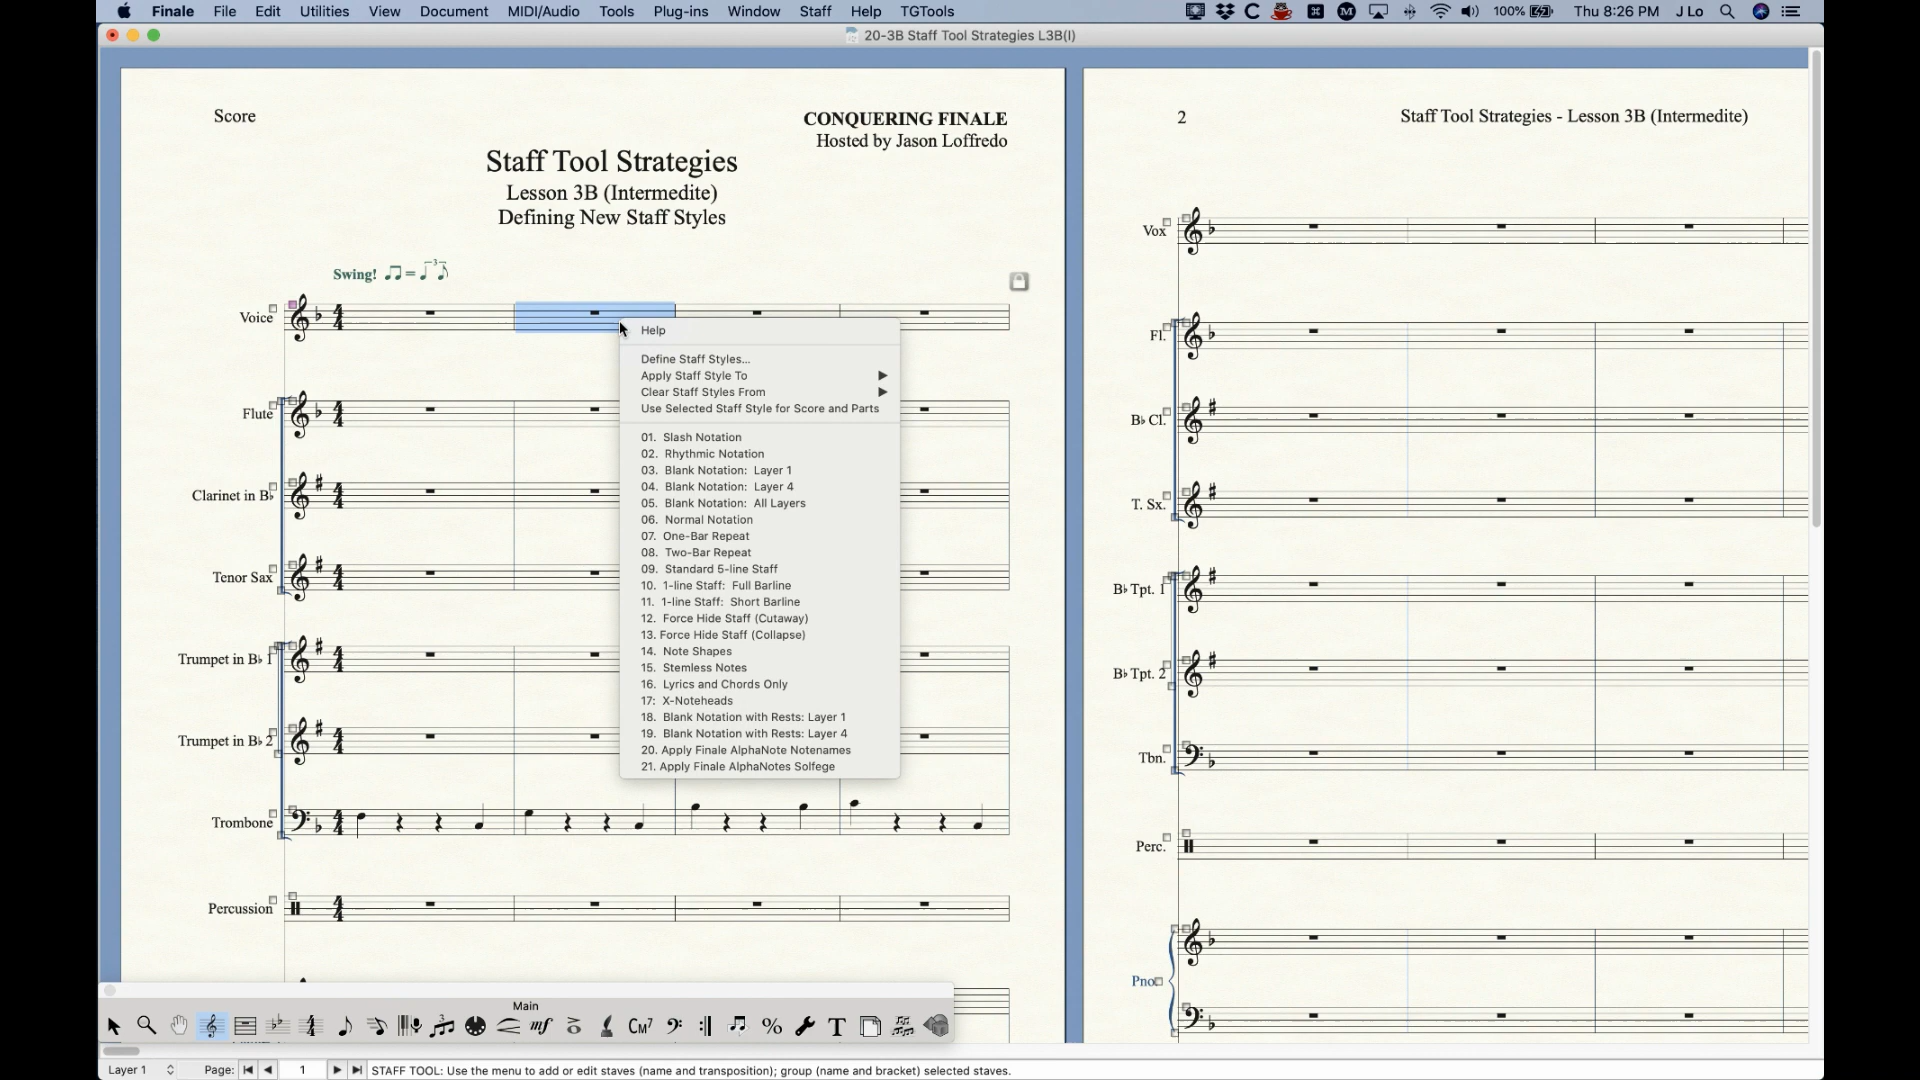 Finale File Edit Utilities View Document MIDI/Audio Tools Plug-ins Window Staff Help TGTools 100% Thu 8:26 PM J Lo
20-3B Staff Tool Strategies L3B(I)
Score
CONQUERING FINALE
Hosted by Jason Loffredo
Staff Tool Strategies
Lesson 3B (Intermedite)
Defining New Staff Styles
Swing!
3
Voice
Flute
Clarinet in B♭
Tenor Sax
Trumpet in B♭ 1
Trumpet in B♭ 2
Trombone
Percussion
Help
Define Staff Styles...
Apply Staff Style To
Clear Staff Styles From
Use Selected Staff Style for Score and Parts
01. Slash Notation
02. Rhythmic Notation
03. Blank Notation: Layer 1
04. Blank Notation: Layer 4
05. Blank Notation: All Layers
06. Normal Notation
07. One-Bar Repeat
08. Two-Bar Repeat
09. Standard 5-line Staff
10. 1-line Staff: Full Barline
11. 1-line Staff: Short Barline
12. Force Hide Staff (Cutaway)
13. Force Hide Staff (Collapse)
14. Note Shapes
15. Stemless Notes
16. Lyrics and Chords Only
17: X-Noteheads
18. Blank Notation with Rests: Layer 1
19. Blank Notation with Rests: Layer 4
20. Apply Finale AlphaNote Notenames
21. Apply Finale AlphaNotes Solfege
2
Staff Tool Strategies - Lesson 3B (Intermedite)
Vox
Fl.
B♭ Cl.
T. Sx.
B♭ Tpt. 1
B♭ Tpt. 2
Tbn.
Perc.
Pno.
Main
mf CM7 % T
Layer 1 Page: 1 STAFF TOOL: Use the menu to add or edit staves (name and transposition); group (name and bracket) selected staves.